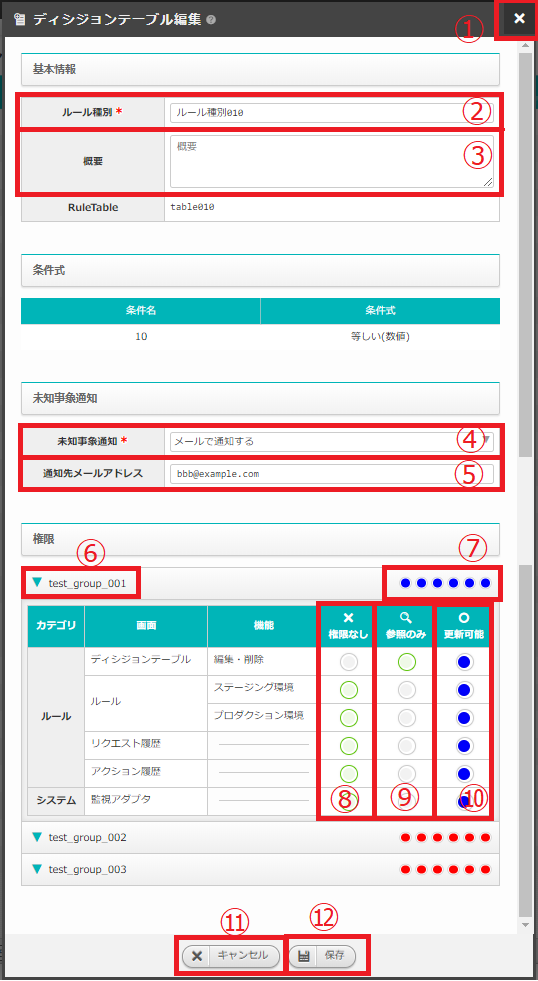 ディシジョンテーブル編集 ?
① ×
基本情報
ルール種別 * ルール種別010 ②
概要 概要 ③
RuleTable table010
条件式
条件名 条件式
10 等しい(数値)
未知事象通知
未知事象通知 * メールで通知する ④
通知先メールアドレス bbb@example.com ⑤
権限
⑥ ⑦
▼ test_group_001
カテゴリ 画面 機能 権限なし 参照のみ 更新可能
ディシジョンテーブル 編集・削除
ルール ルール ステージング環境
プロダクション環境
リクエスト履歴
アクション履歴
システム 監視アダプタ ⑧ ⑨ ⑩
▼ test_group_002
▼ test_group_003
⑪ ⑫
× キャンセル 保存